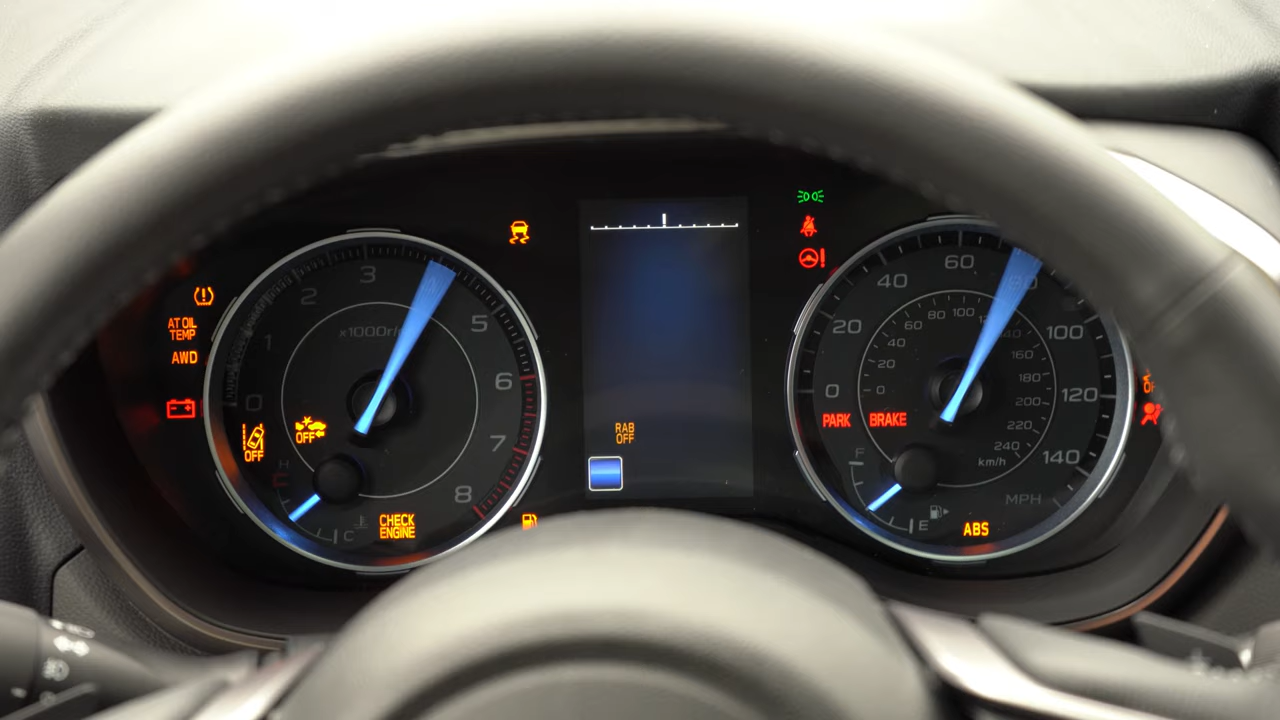 AT OIL
TEMP
AWD
OFF
OFF
0
1
2
3
5
6
7
8
x1000r/
H
C
CHECK
ENGINE
RAB
OFF
0
20
40
60
80
100
120
140
0
20
40
60
80
100
160
180
200
220
240
km/h
MPH
PARK
BRAKE
F
E
ABS